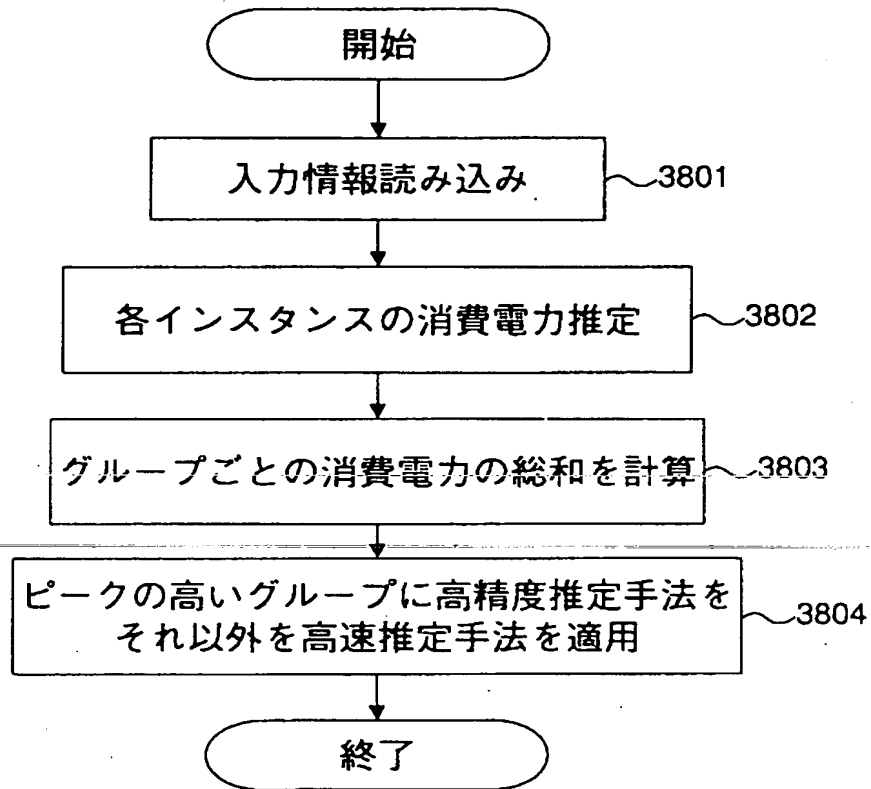 開始
入力情報読み込み
3801
各インスタンスの消費電力推定
3802
グループごとの消費電力の総和を計算
3803
ピークの高いグループに高精度推定手法を
それ以外を高速推定手法を適用
3804
終了